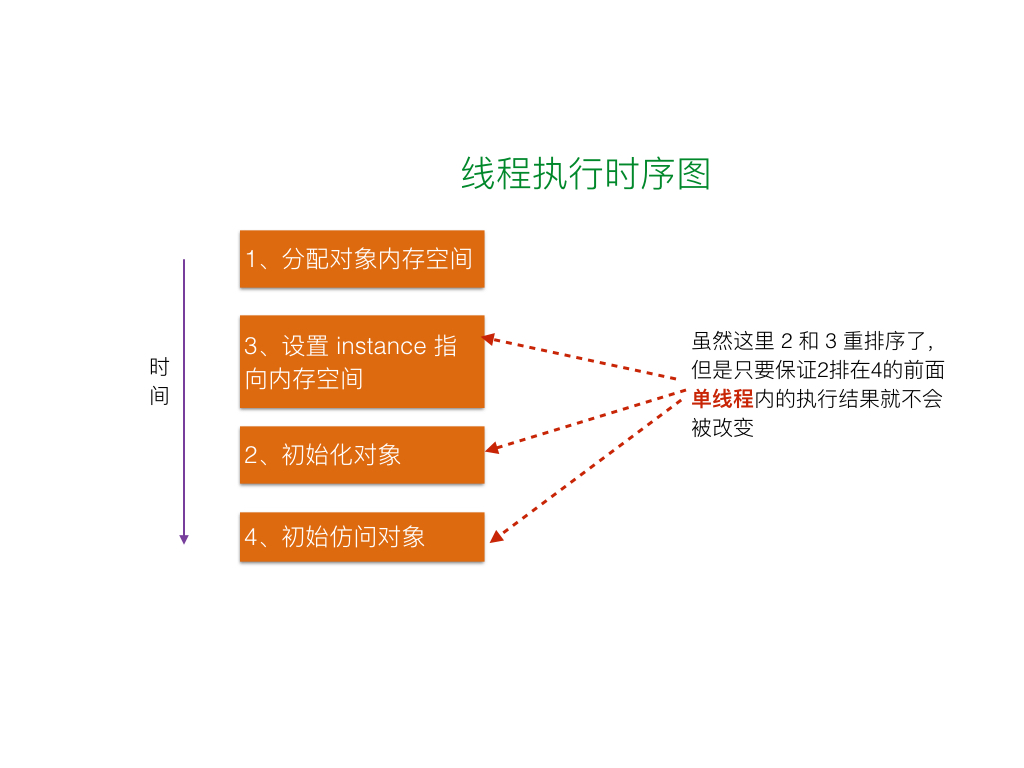 线程执行时序图
1、分配对象内存空间
3、设置 instance 指
向内存空间
2、初始化对象
4、初始仿问对象
时
间
虽然这里 2 和 3 重排序了，
但是只要保证2排在4的前面
单线程内的执行结果就不会
被改变